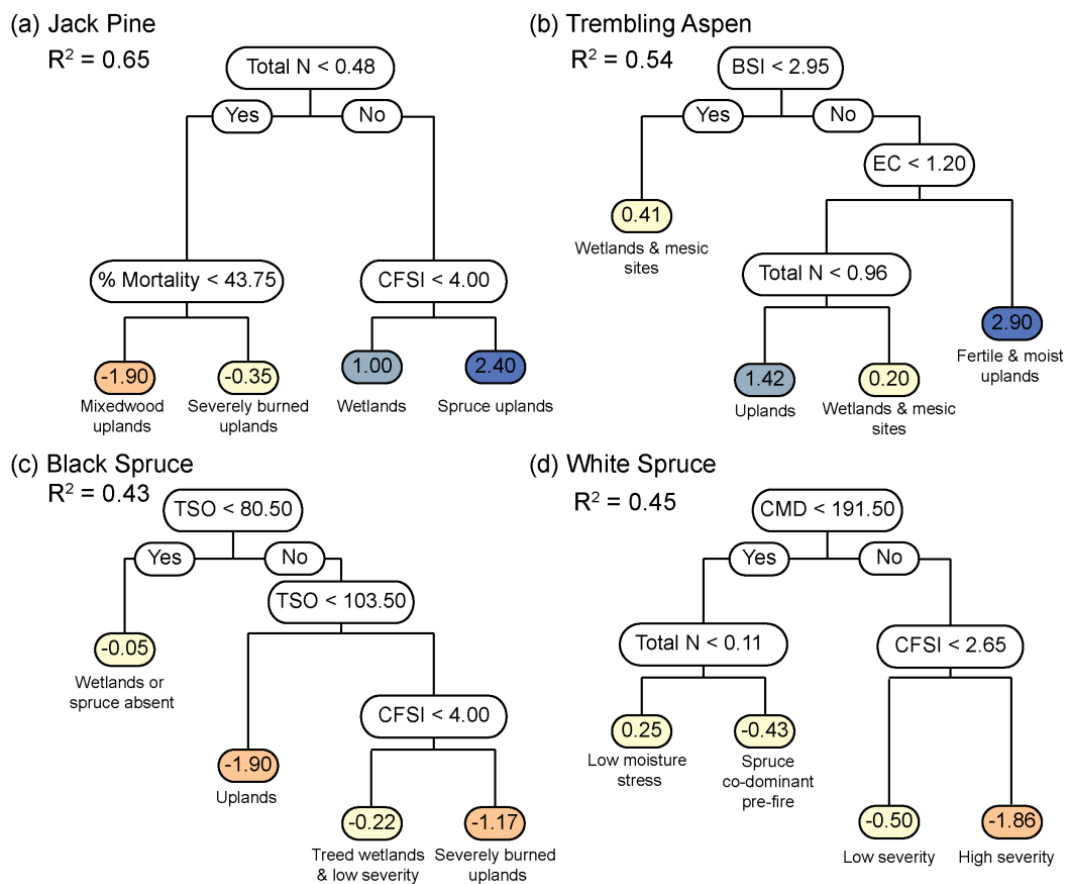 (a) Jack Pine
R² = 0.65
Total N < 0.48
Yes
No
% Mortality < 43.75
CFSI < 4.00
-1.90
-0.35
1.00
2.40
Mixedwood
uplands
Severely burned
uplands
Wetlands
Spruce uplands
(b) Trembling Aspen
R² = 0.54
BSI < 2.95
Yes
No
EC < 1.20
0.41
Wetlands & mesic
sites
Total N < 0.96
2.90
Fertile & moist
uplands
1.42
0.20
Uplands
Wetlands & mesic
sites
(c) Black Spruce
R² = 0.43
TSO < 80.50
Yes
No
TSO < 103.50
-0.05
Wetlands or
spruce absent
CFSI < 4.00
-1.90
Uplands
-0.22
-1.17
Treed wetlands
& low severity
Severely burned
uplands
(d) White Spruce
R² = 0.45
CMD < 191.50
Yes
No
Total N < 0.11
CFSI < 2.65
0.25
-0.43
Low moisture
stress
Spruce
co-dominant
pre-fire
-0.50
-1.86
Low severity
High severity